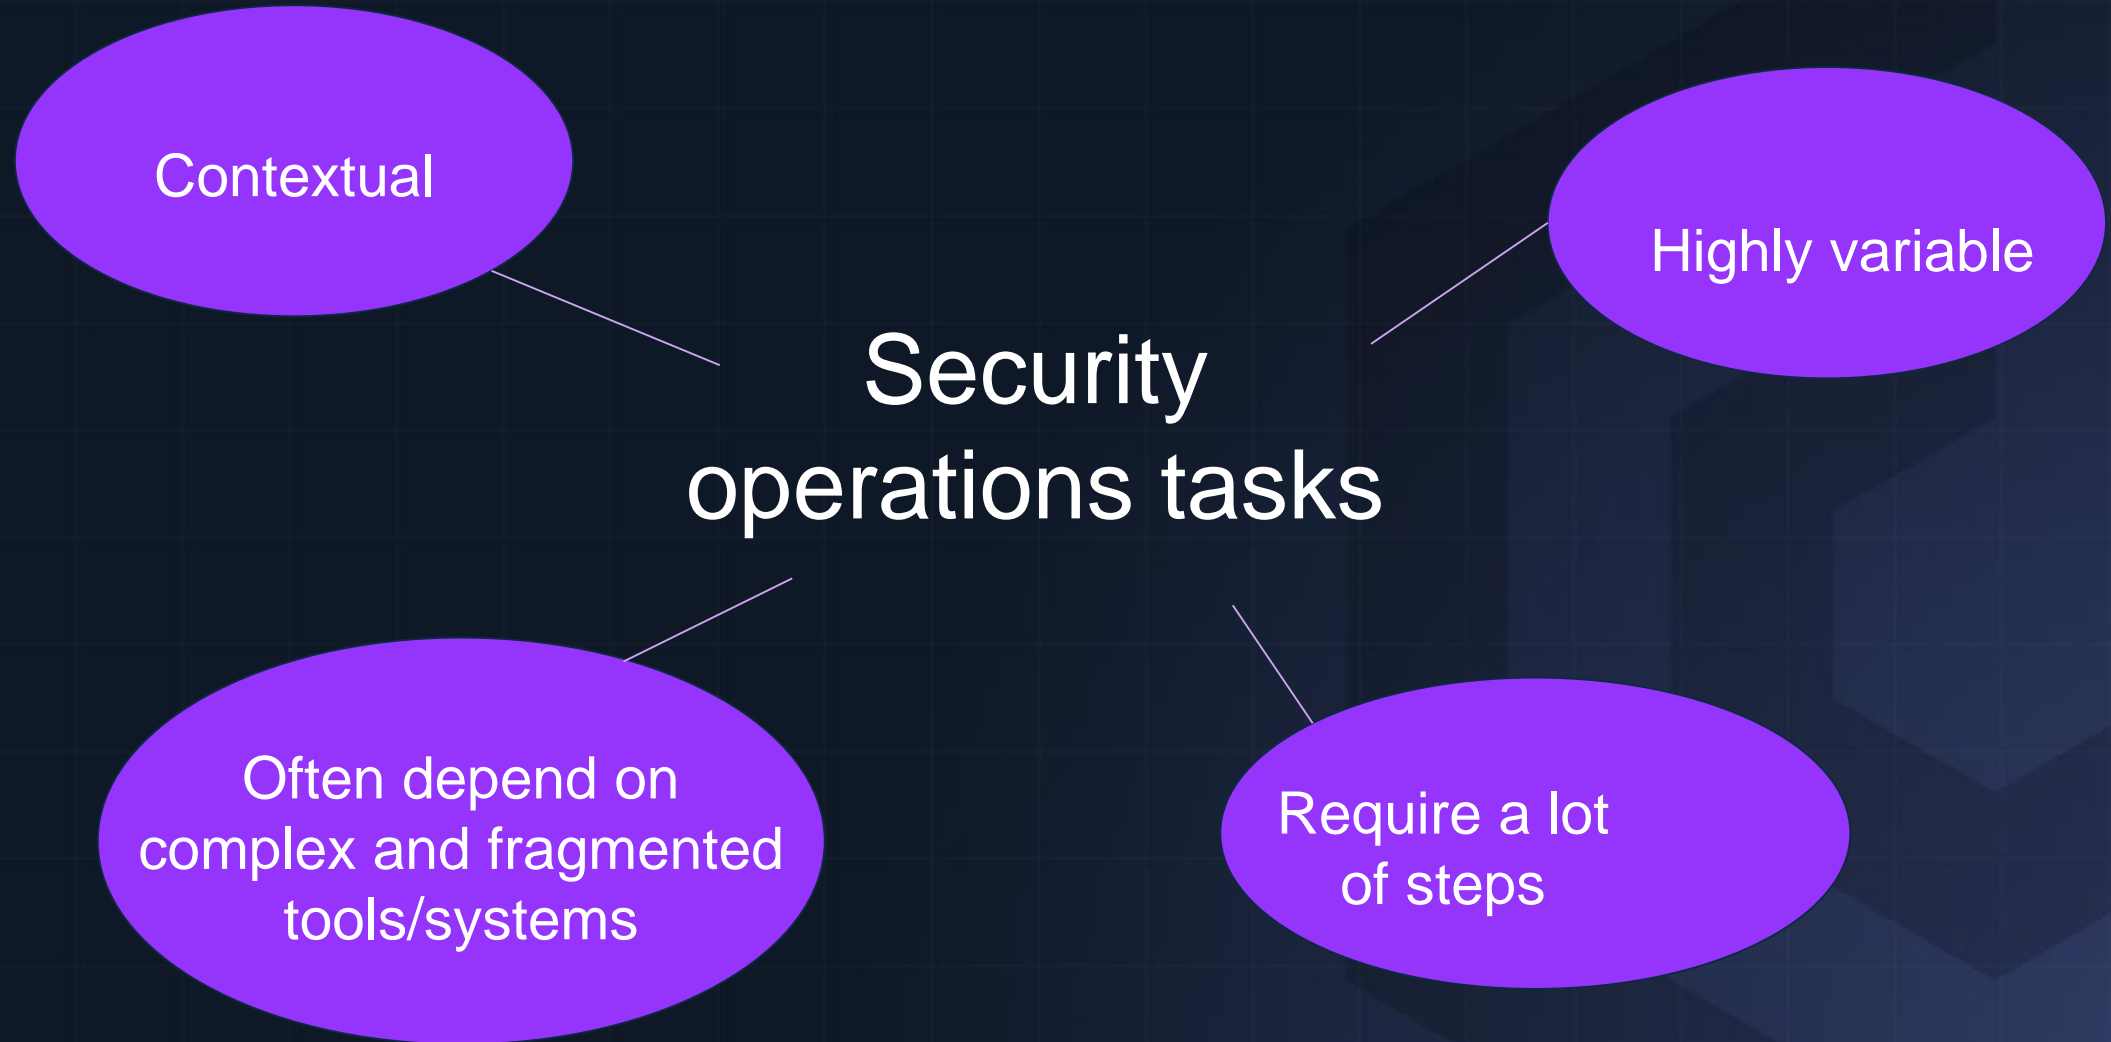 Contextual
Highly variable
Security
operations tasks
Often depend on
complex and fragmented
tools/systems
Require a lot
of steps